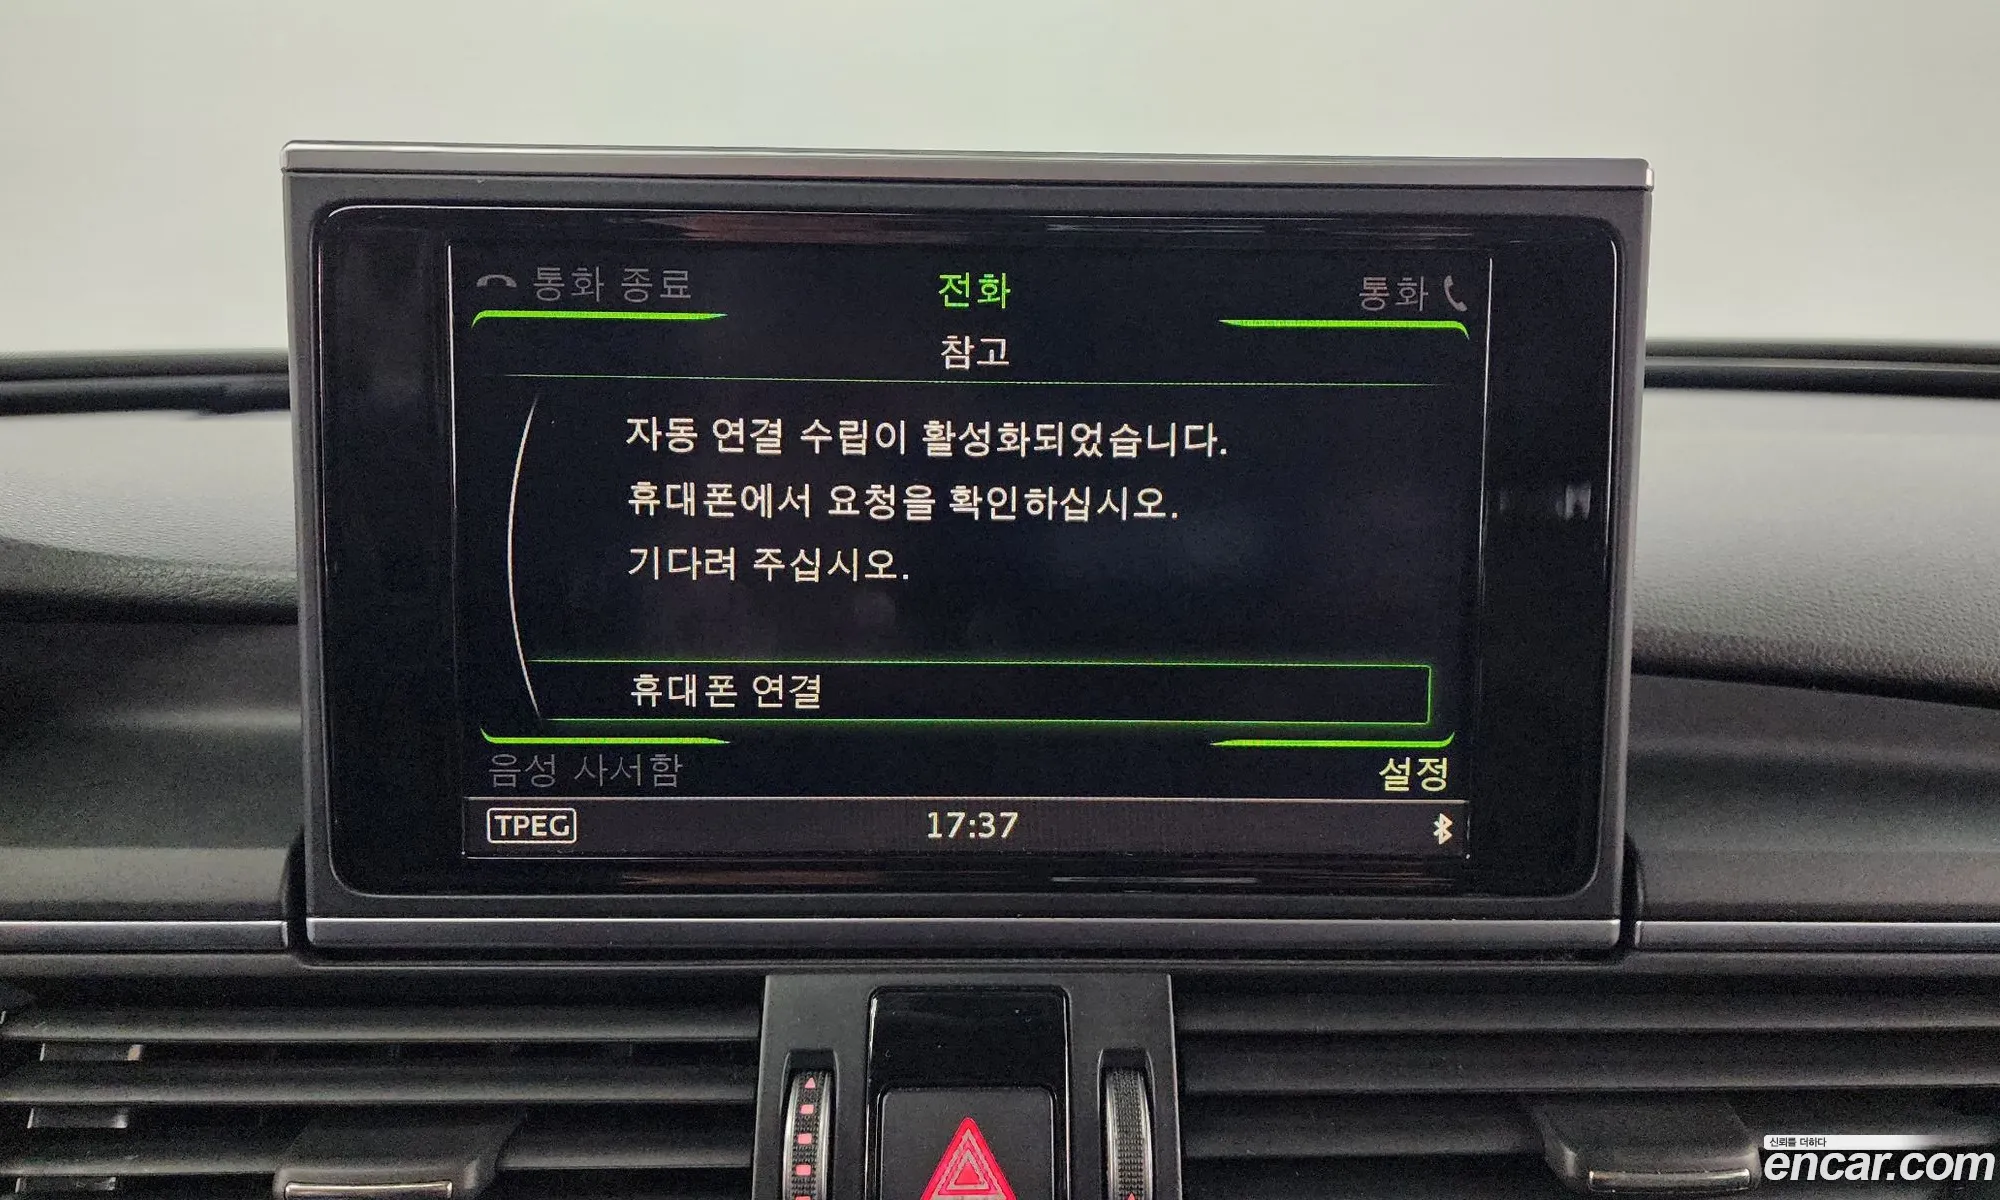 통화 종료
전화
통화
참고
자동 연결 수립이 활성화되었습니다.
휴대폰에서 요청을 확인하십시오.
기다려 주십시오.
휴대폰 연결
음성 사서함
설정
TPEG
17:37
신뢰를 더하다
encar.com